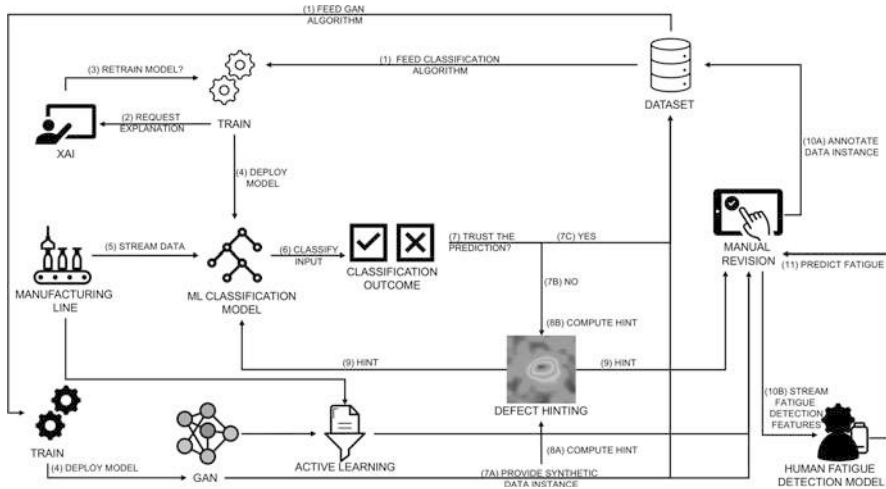 (1) FEED GAN
ALGORITHM
(1) FEED CLASSIFICATION
ALGORITHM
(3) RETRAIN MODEL?
DATASET
(2) REQUEST
EXPLANATION
TRAIN
XAI
(10A) ANNOTATE
DATA INSTANCE
(4) DEPLOY
MODEL
(5) STREAM DATA
(6) CLASSIFY
INPUT
(7) TRUST THE
PREDICTION?
(7C) YES
MANUAL
REVISION
(11) PREDICT FATIGUE
CLASSIFICATION
OUTCOME
MANUFACTURING
LINE
ML CLASSIFICATION
MODEL
(7B) NO
(8B) COMPUTE HINT
(9) HINT
(9) HINT
DEFECT HINTING
(10B) STREAM
FATIGUE
DETECTION
FEATURES
(8A) COMPUTE HINT
TRAIN
ACTIVE LEARNING
(4) DEPLOY MODEL
GAN
(7A) PROVIDE SYNTHETIC
DATA INSTANCE
HUMAN FATIGUE
DETECTION MODEL